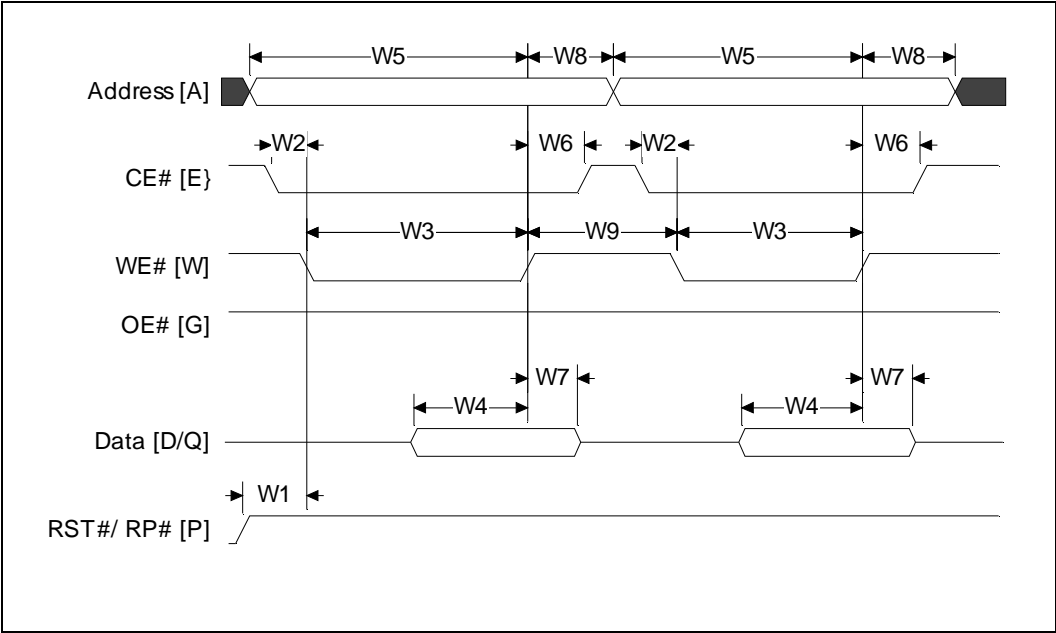 W5 W8 W5 W8
Address [A]
W2 W6 W2 W6
CE# [E}
W3 W9 W3
WE# [W]
OE# [G]
W7 W7
W4 W4
Data [D/Q]
W1
RST#/ RP# [P]